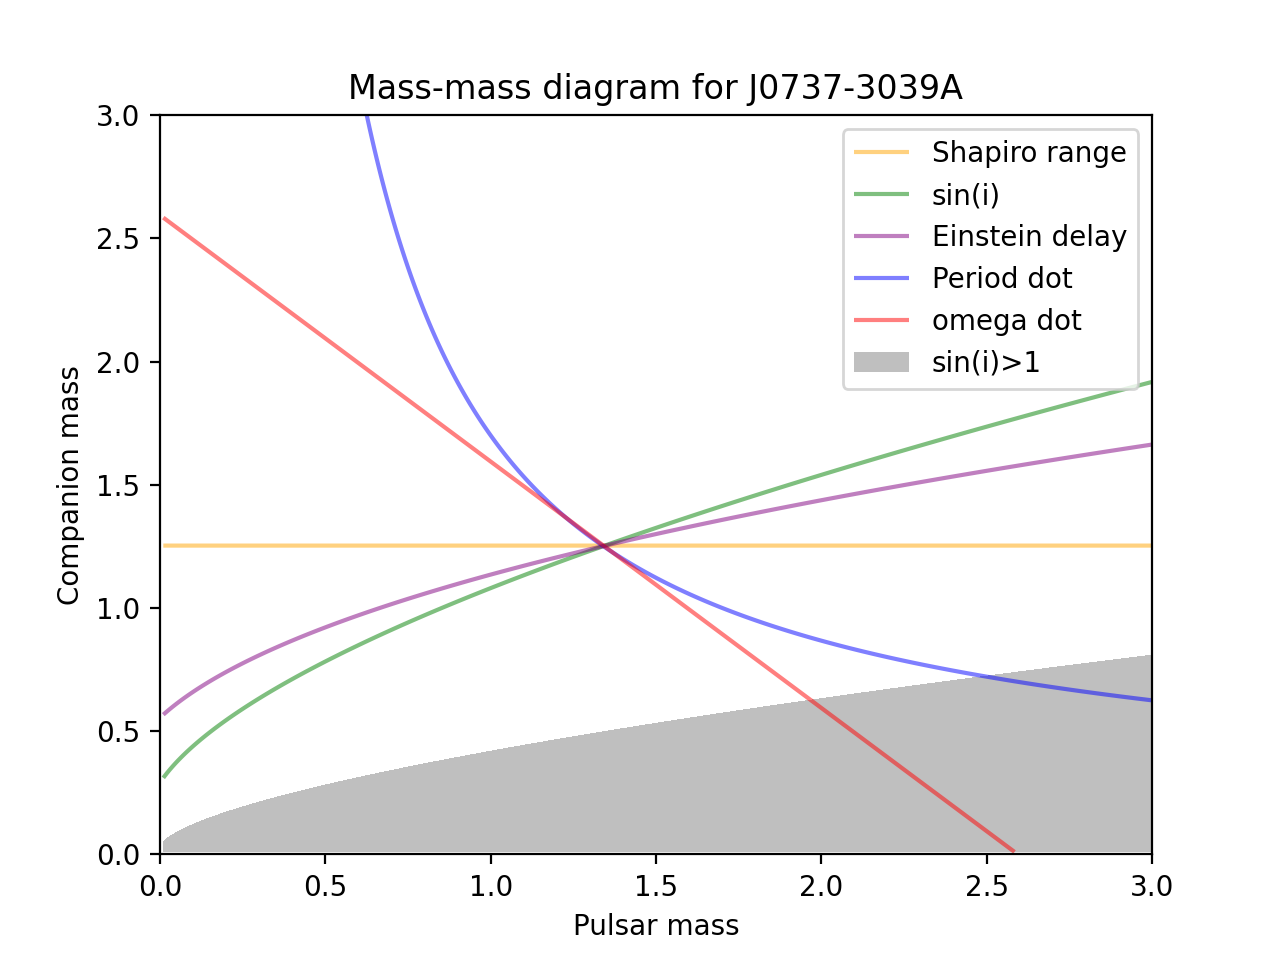 Mass-mass diagram for J0737-3039A
3.0
2.5
2.0
1.5
1.0
0.5
0.0
Companion mass
Shapiro range
sin(i)
Einstein delay
Period dot
omega dot
sin(i)>1
0.0 0.5 1.0 1.5 2.0 2.5 3.0
Pulsar mass